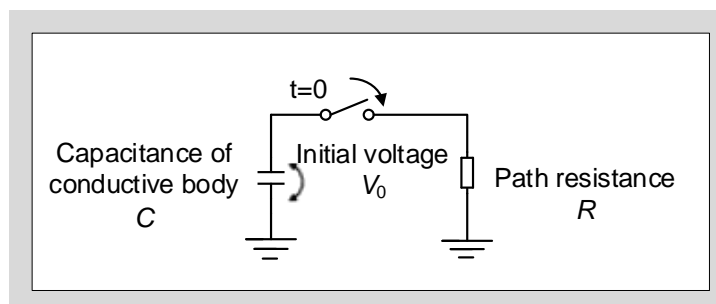 t=0
Capacitance of
conductive body
C
Initial voltage
V₀
Path resistance
R